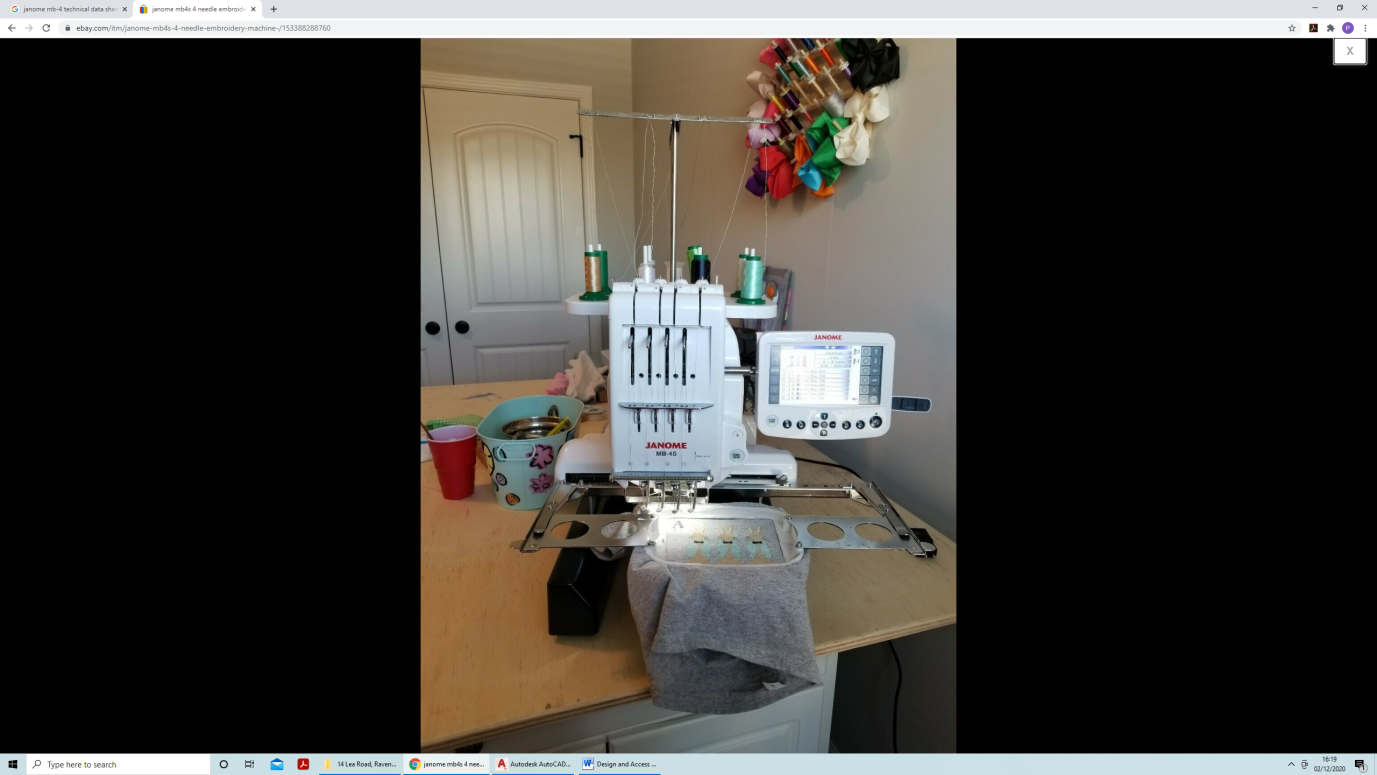 janome mb-4 technical data she
janome mb4s 4 needle embroide
ebay.com/itm/janome-mb4s-4-needle-embroidery-machine-/153388288760
P
X
JANOME
JANOME
MB-4S
Type here to search
14 Lea Road, Raven...
janome mb4s 4 nee...
Autodesk AutoCAD...
Design and Access ...
16:19
02/12/2020